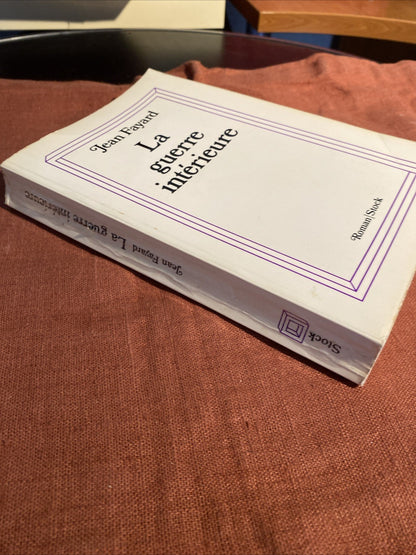 Jean Fayard
La
guerre
intérieure
Roman/Stock
Jean Fayard La guerre intérieure
Stock